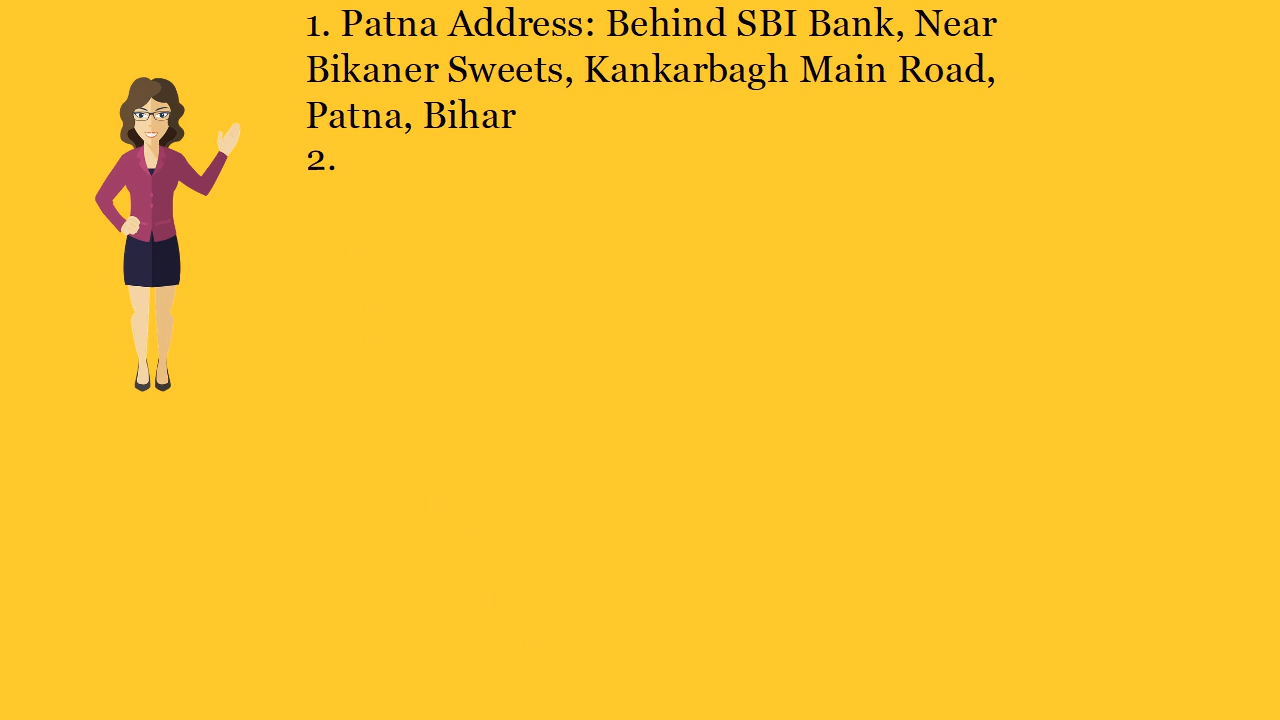 1. Patna Address: Behind SBI Bank, Near
Bikaner Sweets, Kankarbagh Main Road,
Patna, Bihar
2.